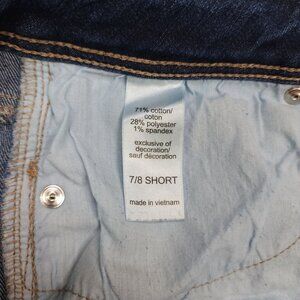 71% cotton/
coton
28% polyester
1% spandex
exclusive of
decoration/
sauf décoration
7/8 SHORT
made in vietnam